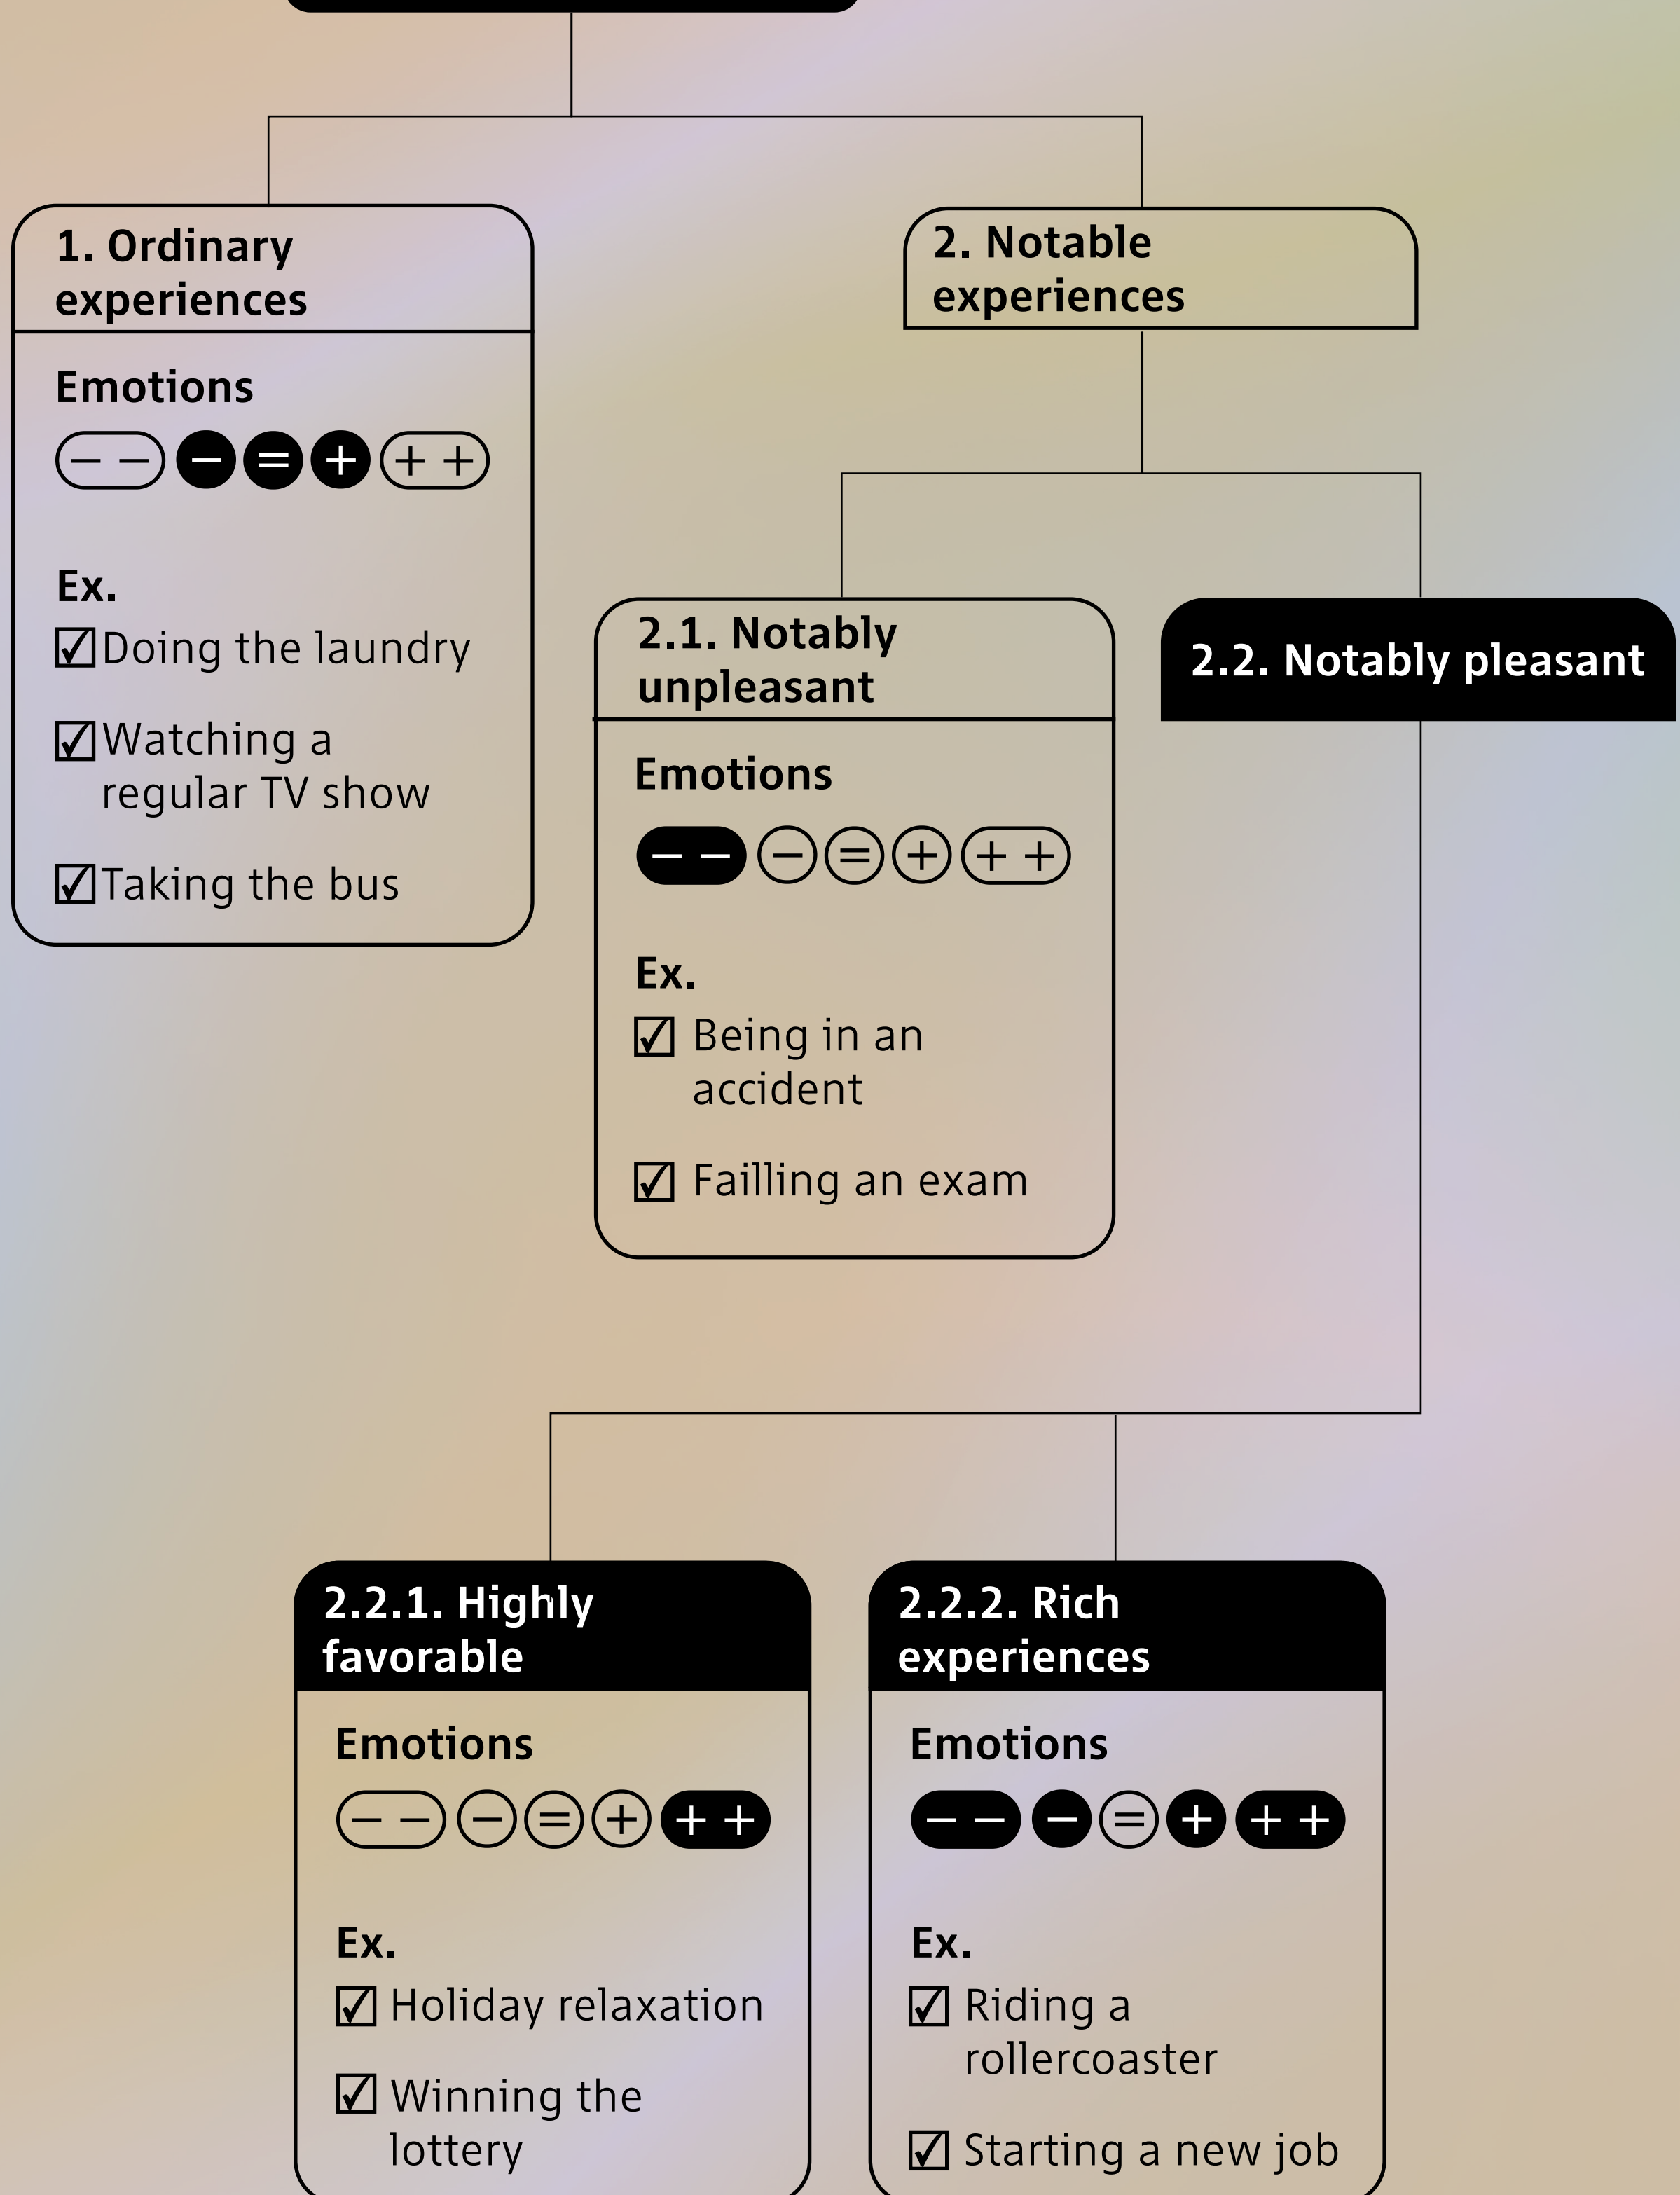 1. Ordinary
experiences
Emotions
− − − = + + +
Ex.
Doing the laundry
Watching a
regular TV show
Taking the bus
2. Notable
experiences
2.1. Notably
unpleasant
Emotions
− − − = + + +
Ex.
Being in an
accident
Failling an exam
2.2. Notably pleasant
2.2.1. Highly
favorable
Emotions
− − − = + + +
Ex.
Holiday relaxation
Winning the
lottery
2.2.2. Rich
experiences
Emotions
− − − = + + +
Ex.
Riding a
rollercoaster
Starting a new job